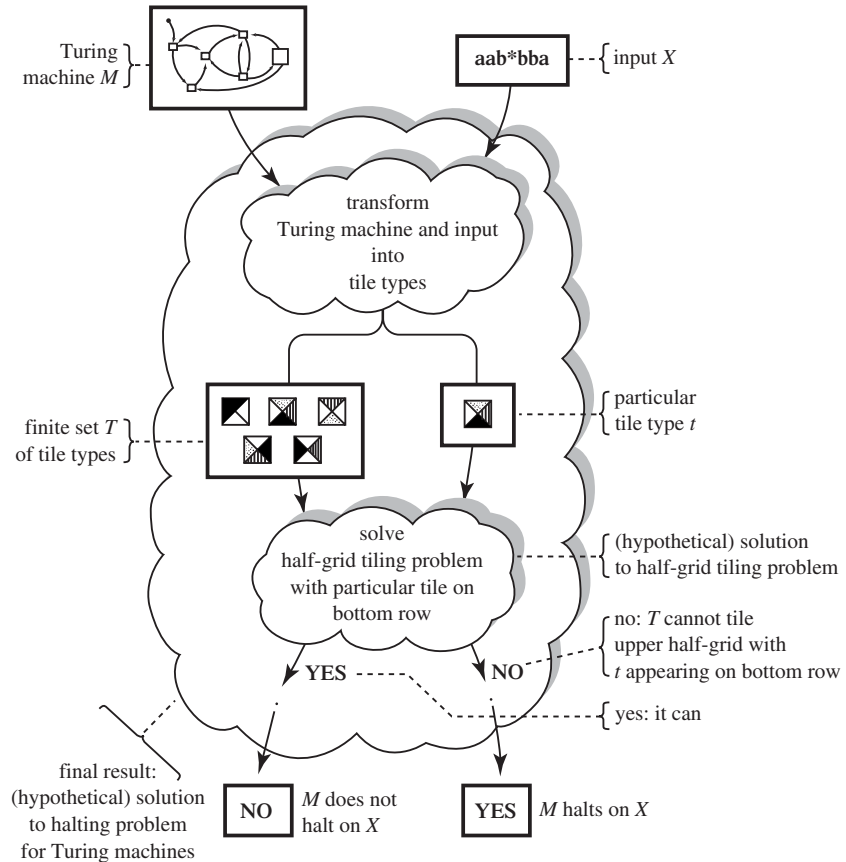 Turing
machine M
aab*bba
input X
transform
Turing machine and input
into
tile types
finite set T
of tile types
particular
tile type t
solve
half-grid tiling problem
with particular tile on
bottom row
(hypothetical) solution
to half-grid tiling problem
no: T cannot tile
upper half-grid with
t appearing on bottom row
YES
NO
yes: it can
final result:
(hypothetical) solution
to halting problem
for Turing machines
NO
M does not
halt on X
YES
M halts on X